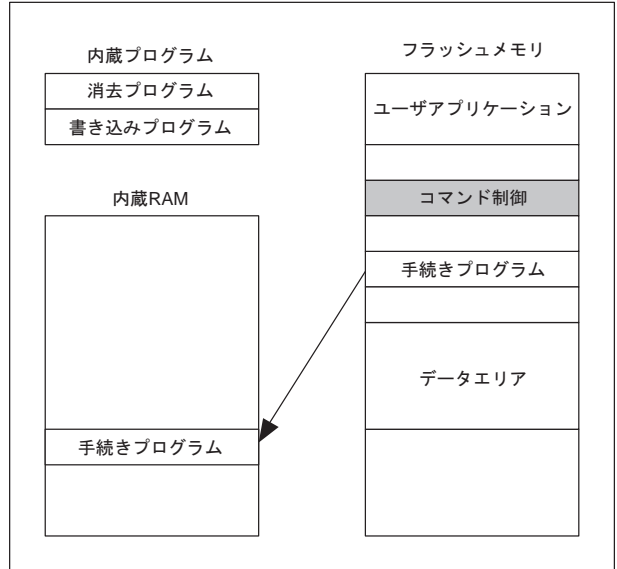 内蔵プログラム
消去プログラム
書き込みプログラム
内蔵RAM
手続きプログラム
フラッシュメモリ
ユーザアプリケーション
コマンド制御
手続きプログラム
データエリア